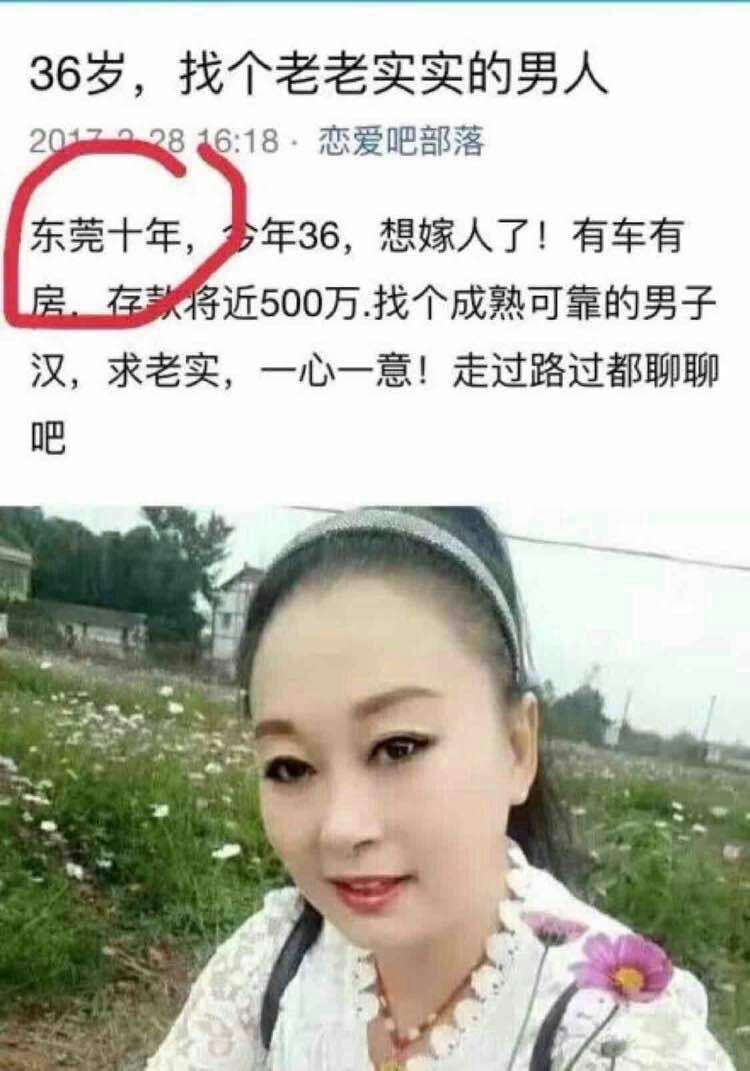 36岁，找个老老实实的男人
2017-2-28 16:18 · 恋爱吧部落
东莞十年，今年36，想嫁人了！有车有
房，存款将近500万.找个成熟可靠的男子
汉，求老实，一心一意！走过路过都聊聊
吧